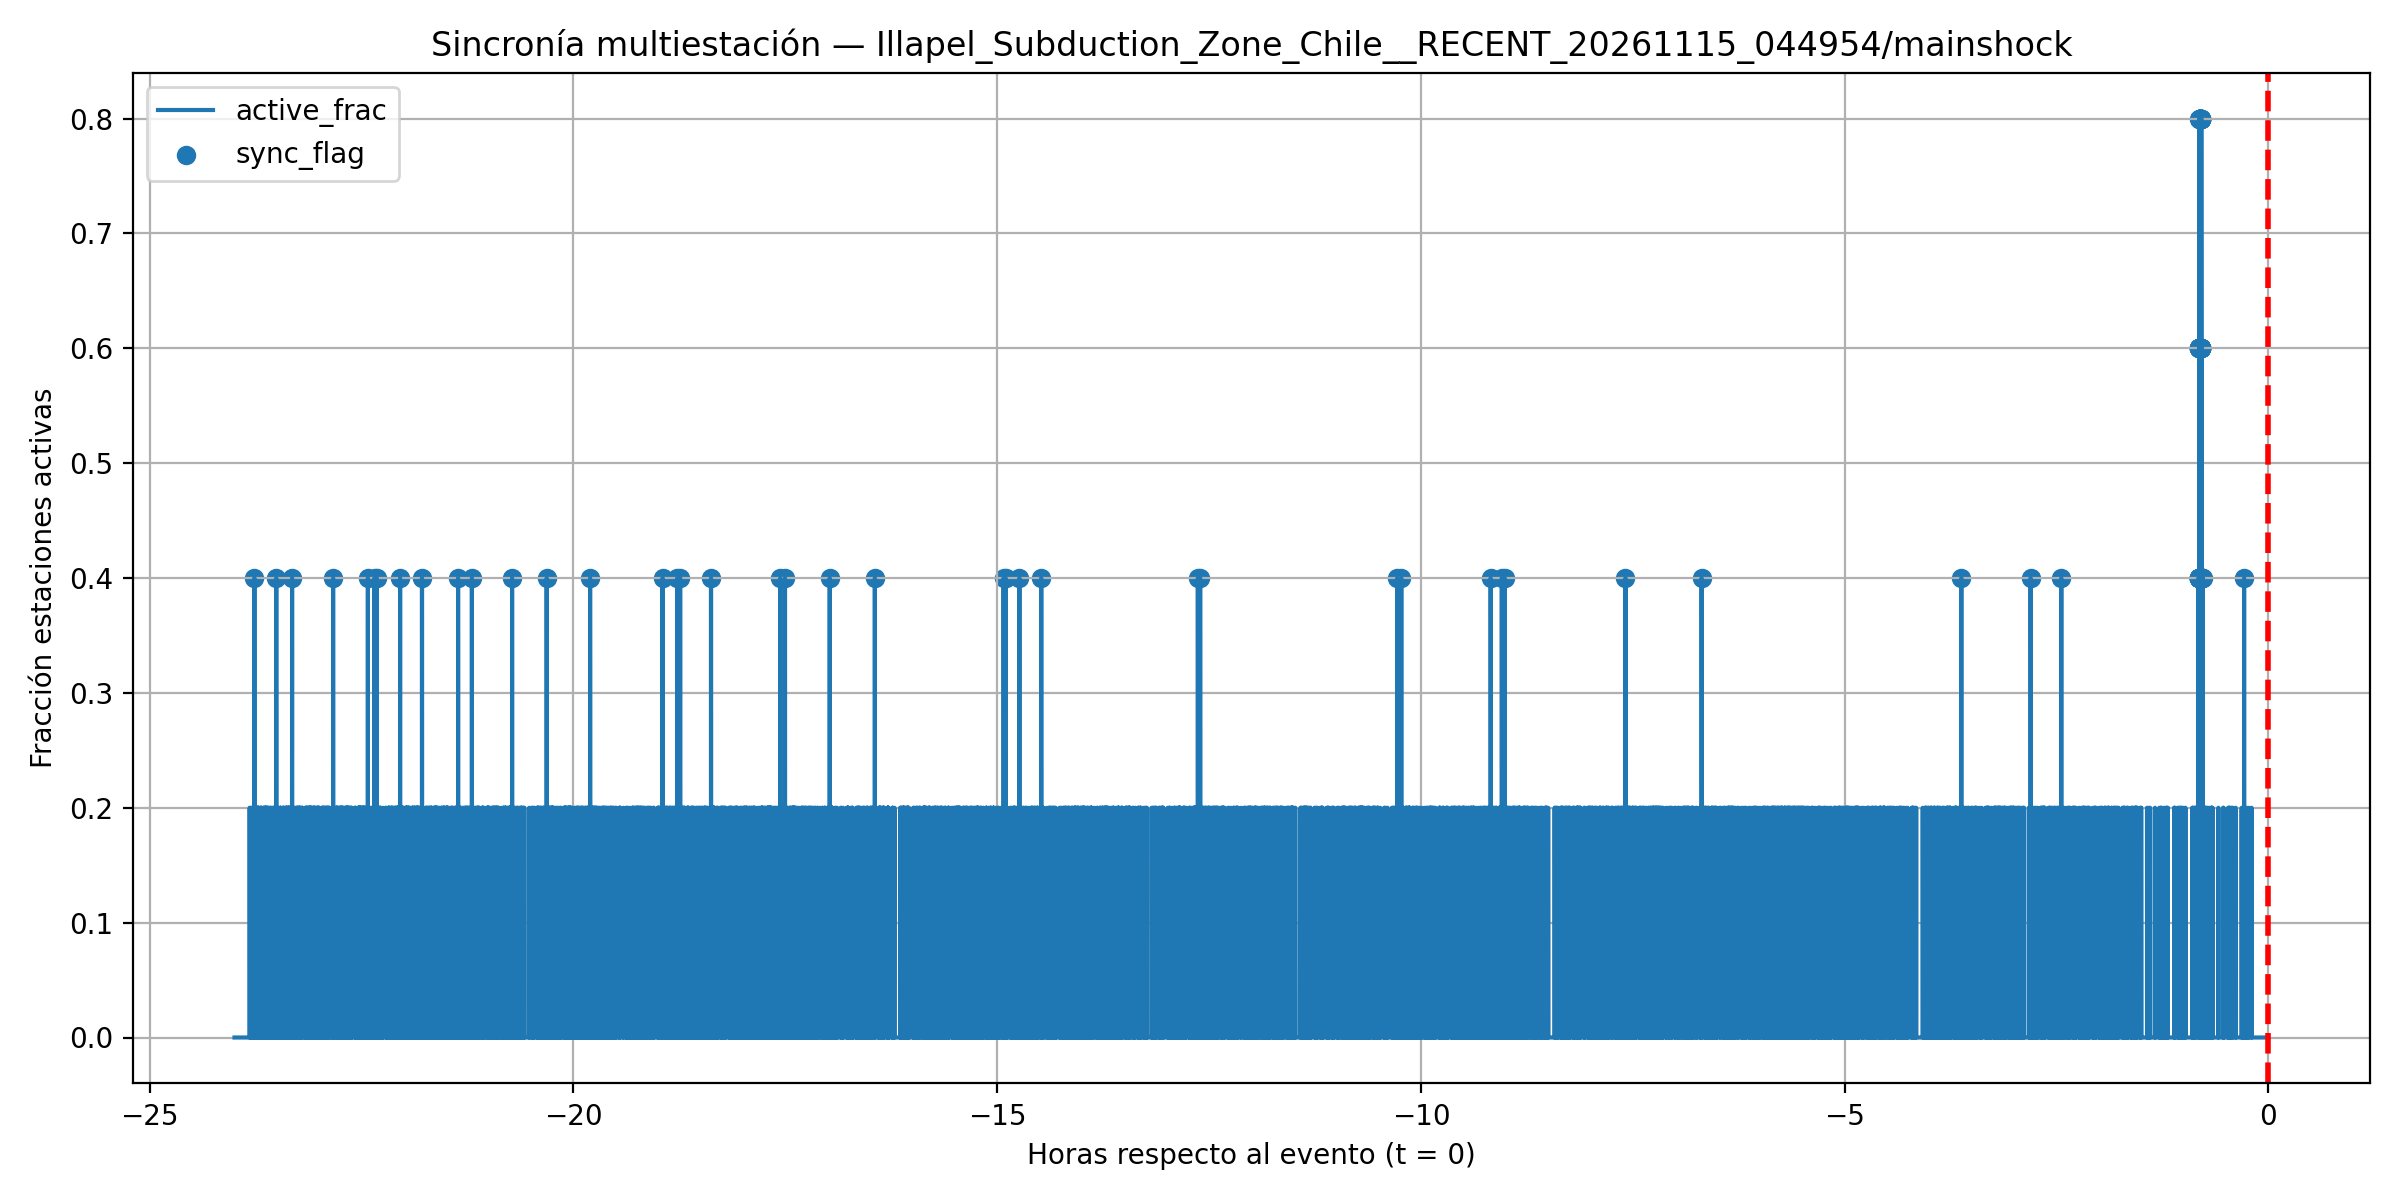 Sincronía multiestación — Illapel_Subduction_Zone_Chile__RECENT_20261115_044954/mainshock
active_frac
sync_flag
Fracción estaciones activas
0.8
0.7
0.6
0.5
0.4
0.3
0.2
0.1
0.0
−25 −20 −15 −10 −5 0
Horas respecto al evento (t = 0)